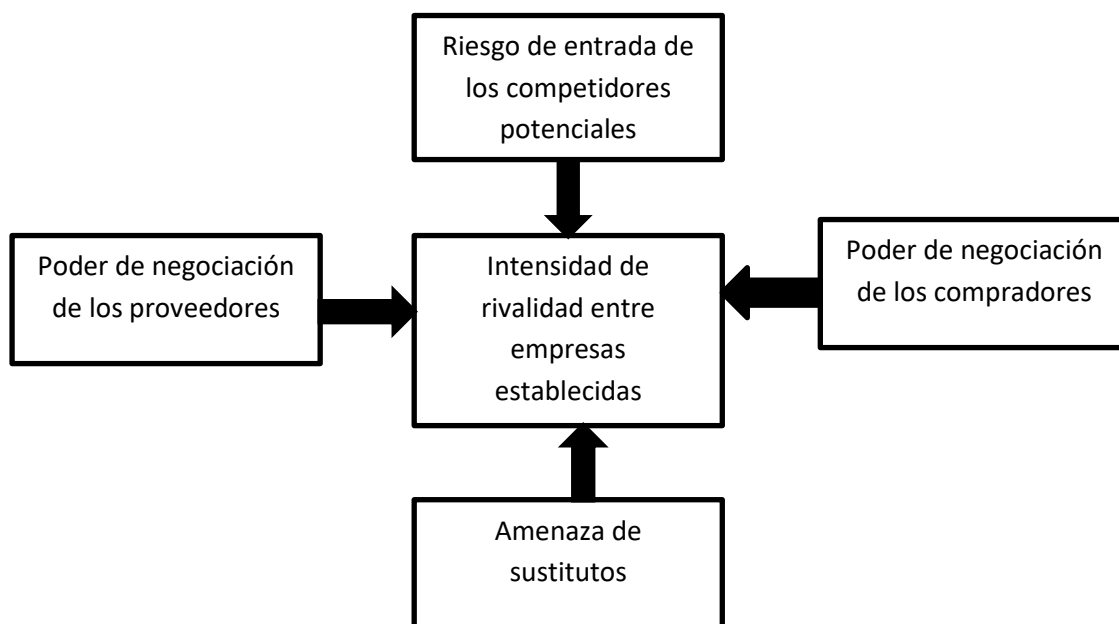 Riesgo de entrada de
los competidores
potenciales
Poder de negociación
de los proveedores
Intensidad de
rivalidad entre
empresas
establecidas
Poder de negociación
de los compradores
Amenaza de
sustitutos